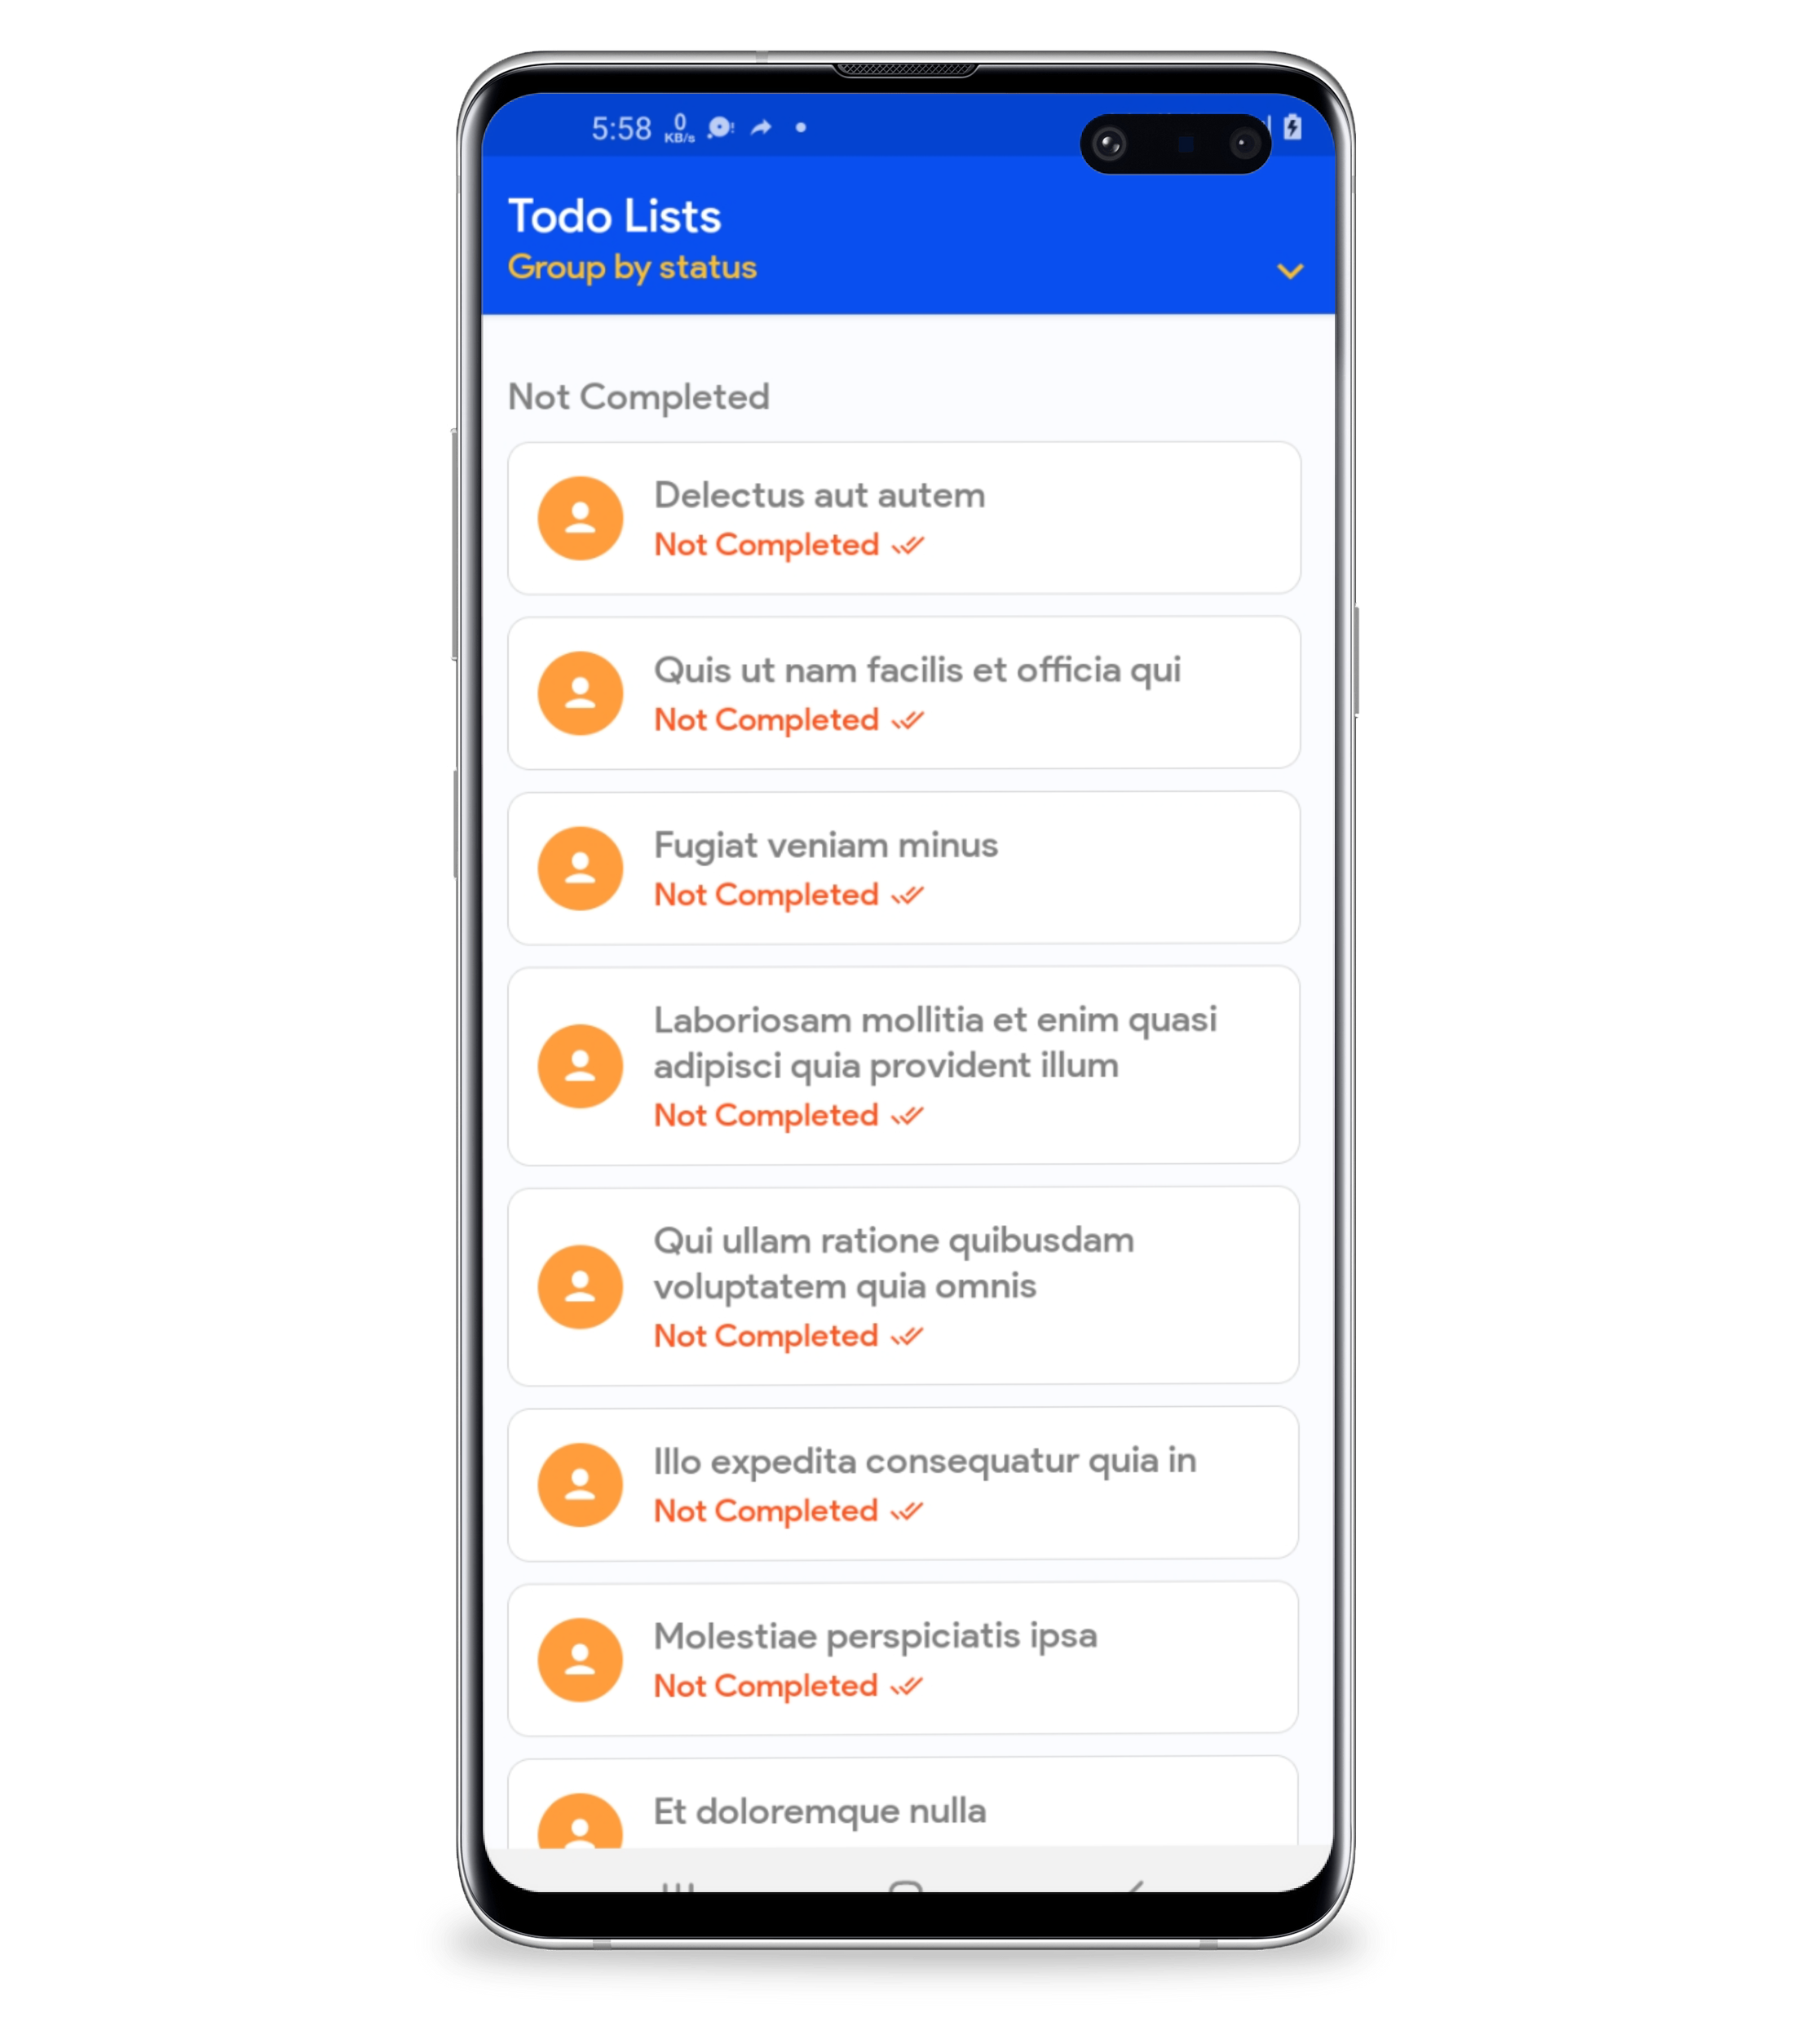 5:58 0 KB/s
Todo Lists
Group by status
Not Completed
Delectus aut autem
Not Completed
Quis ut nam facilis et officia qui
Not Completed
Fugiat veniam minus
Not Completed
Laboriosam mollitia et enim quasi
adipisci quia provident illum
Not Completed
Qui ullam ratione quibusdam
voluptatem quia omnis
Not Completed
Illo expedita consequatur quia in
Not Completed
Molestiae perspiciatis ipsa
Not Completed
Et doloremque nulla